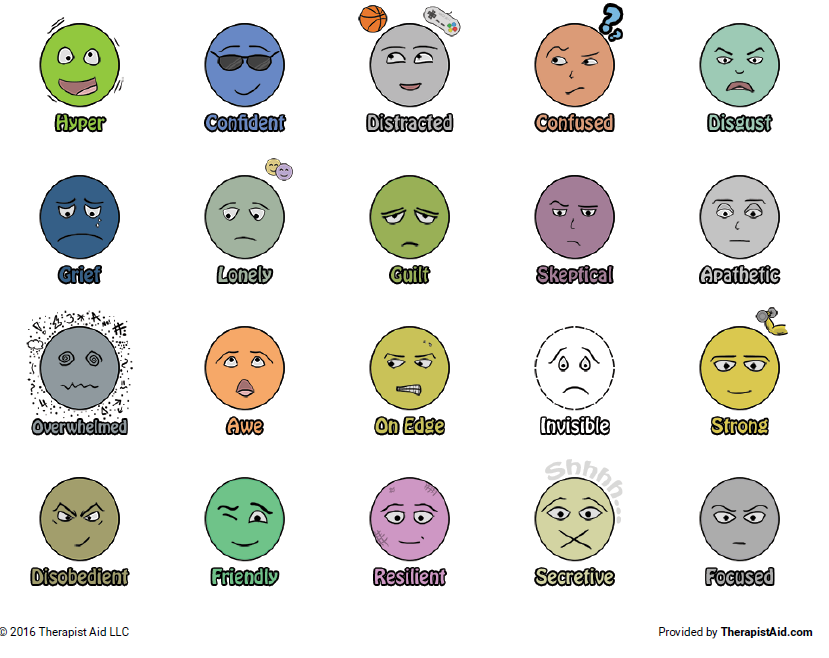 Hyper Confident Distracted Confused Disgust
Grief Lonely Guilt Skeptical Apathetic
Overwhelmed Awe On Edge Invisible Strong
Shhhh...
Disobedient Friendly Resilient Secretive Focused
© 2016 Therapist Aid LLC Provided by TherapistAid.com